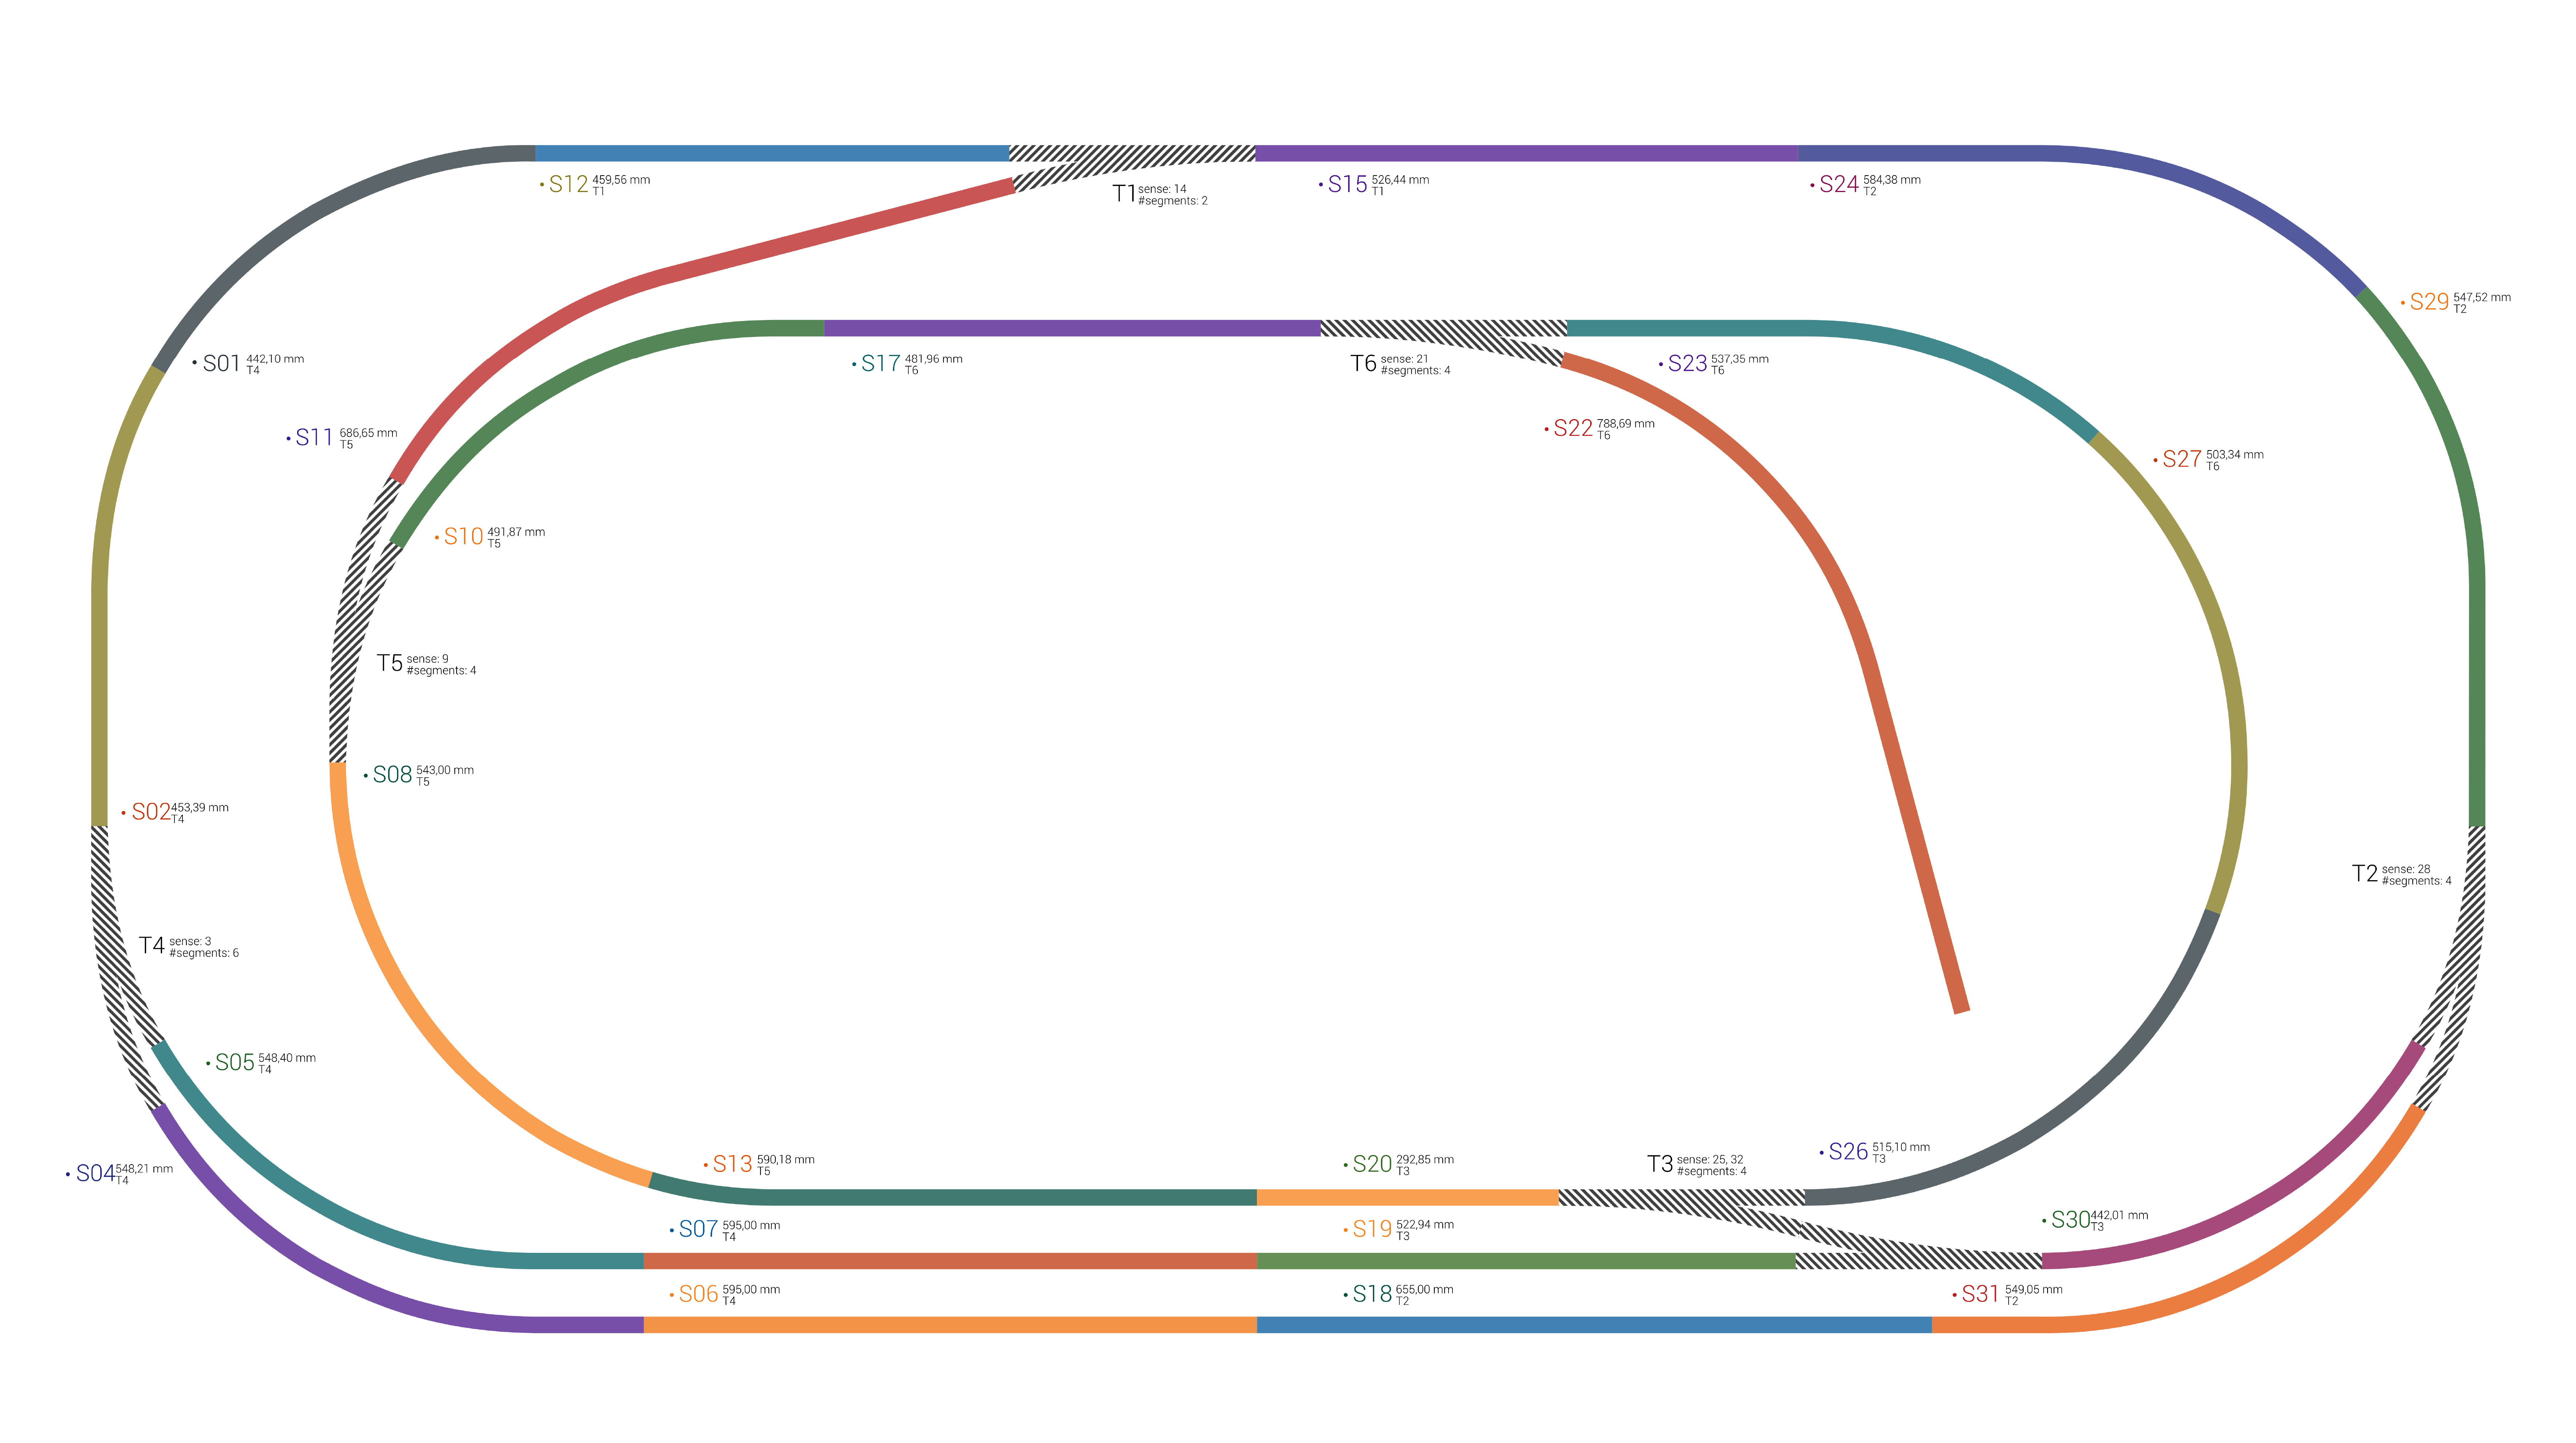 • S12 459,56 mm
T1
T1 sense: 14
#segments: 2
• S15 526,44 mm
T1
• S24 584,38 mm
T2
• S29 547,52 mm
T2
• S01 442,10 mm
T4
• S17 481,96 mm
T6
T6 sense: 21
#segments: 4
• S23 537,35 mm
T6
• S11 686,65 mm
T5
• S22 788,69 mm
T6
• S27 503,34 mm
T6
• S10 491,87 mm
T5
T5 sense: 9
#segments: 4
• S08 543,00 mm
T5
• S02 453,39 mm
T4
T2 sense: 28
#segments: 4
T4 sense: 3
#segments: 6
• S05 548,40 mm
T4
• S04 548,21 mm
T4
• S13 590,18 mm
T5
• S20 292,85 mm
T3
T3 sense: 25, 32
#segments: 4
• S26 515,10 mm
T3
• S07 595,00 mm
T4
• S19 522,94 mm
T3
• S30 442,01 mm
T3
• S06 595,00 mm
T4
• S18 655,00 mm
T2
• S31 549,05 mm
T2